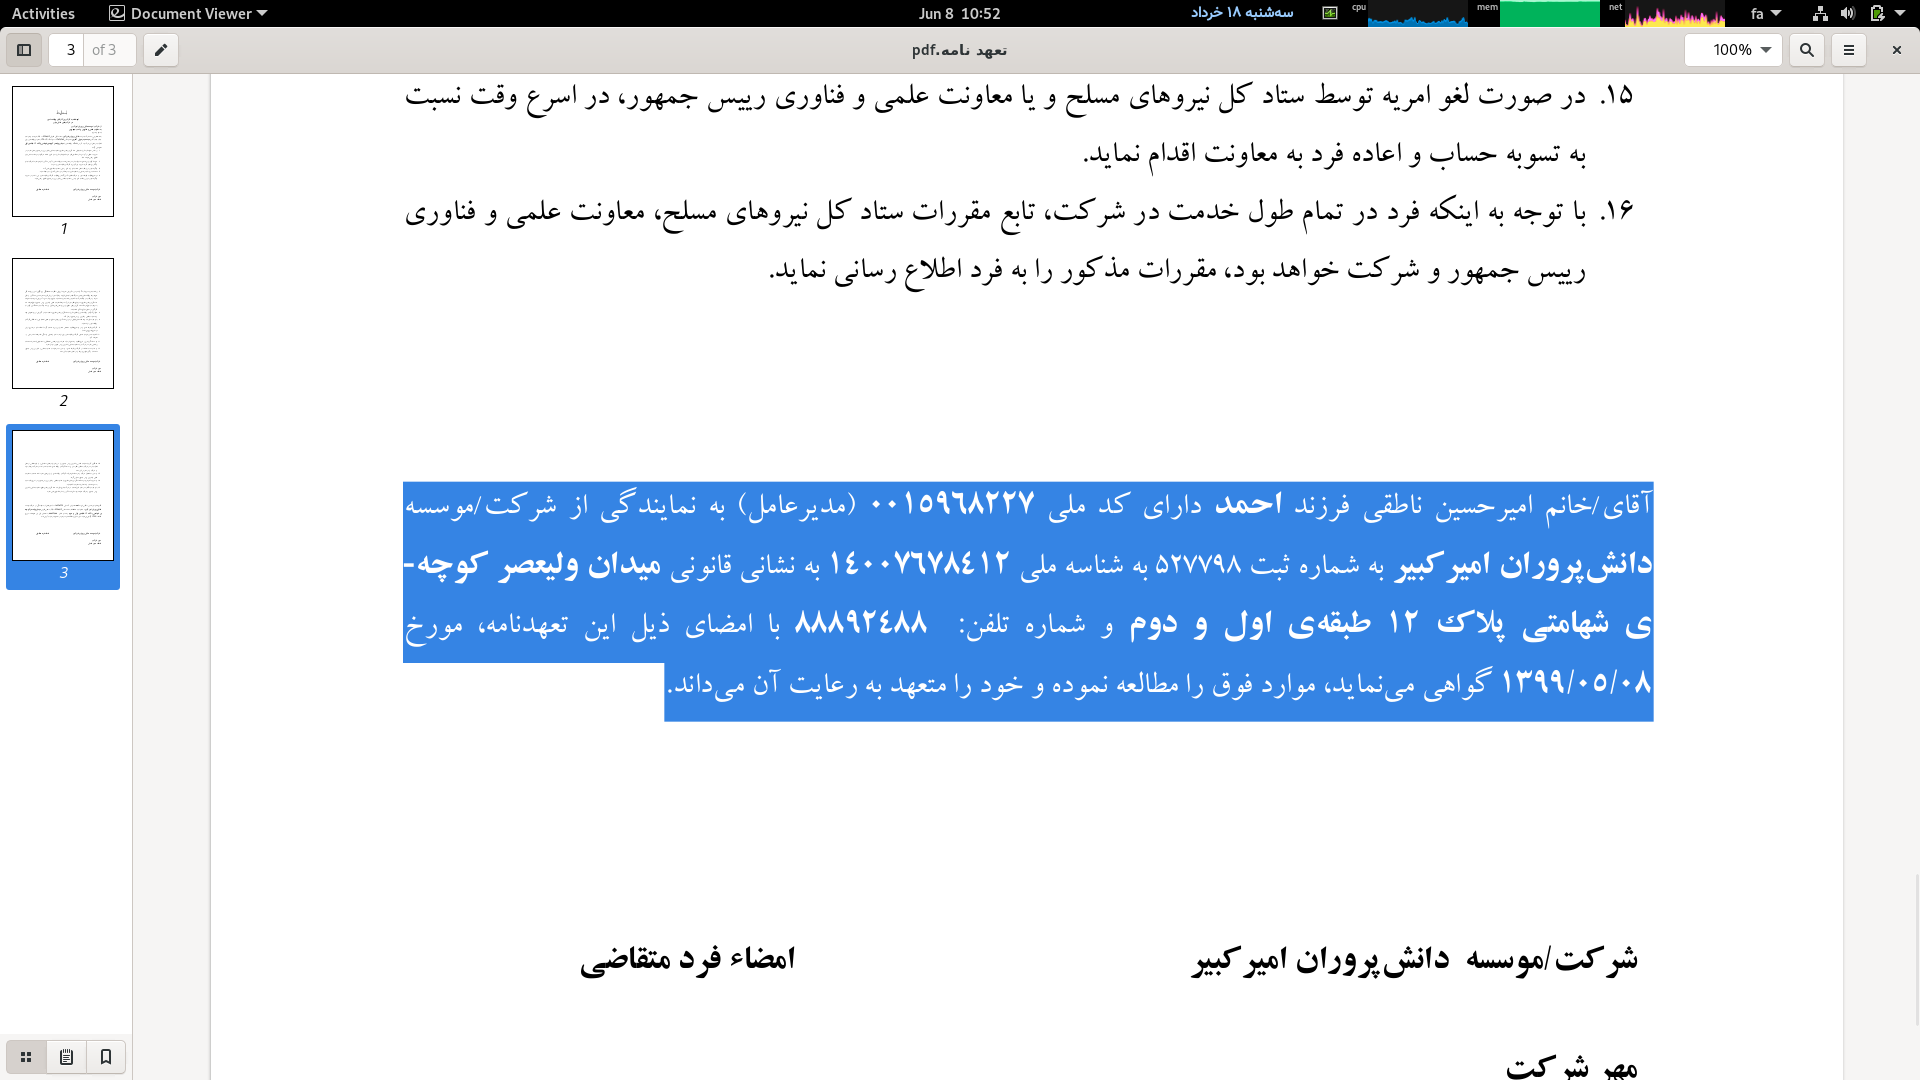 Activities
Document Viewer
Jun 8 10:52
سه‌شنبه ۱۸ خرداد
cpu
mem
net
fa
3 of 3
تعهد نامه.pdf
100%
1
2
3
۱۵. در صورت لغو امریه توسط ستاد کل نیروهای مسلح و یا معاونت علمی و فناوری رییس جمهور، در اسرع وقت نسبت
به تسوبه حساب و اعاده فرد به معاونت اقدام نماید.
۱۶. با توجه به اینکه فرد در تمام طول خدمت در شرکت، تابع مقررات ستاد کل نیروهای مسلح، معاونت علمی و فناوری
رییس جمهور و شرکت خواهد بود، مقررات مذکور را به فرد اطلاع رسانی نماید.
آقای/خانم امیرحسین ناطقی فرزند احمد دارای کد ملی ٠٠١٥٩٦٨٢٢٧ (مدیرعامل) به نمایندگی از شرکت/موسسه
دانش‌پروران امیرکبیر به شماره ثبت ۵۲۷۷۹۸ به شناسه ملی ١٤٠٠٧٦٧٨٤١٢ به نشانی قانونی میدان ولیعصر کوچه-
ی شهامتی پلاک ١٢ طبقه‌ی اول و دوم و شماره تلفن: ٨٨٨٩٢٤٨٨ با امضای ذیل این تعهدنامه، مورخ
١٣٩٩/٠٥/٠٨ گواهی می‌نماید، موارد فوق را مطالعه نموده و خود را متعهد به رعایت آن می‌داند.
شرکت/موسسه دانش‌پروران امیرکبیر
امضاء فرد متقاضی
مهر شرکت